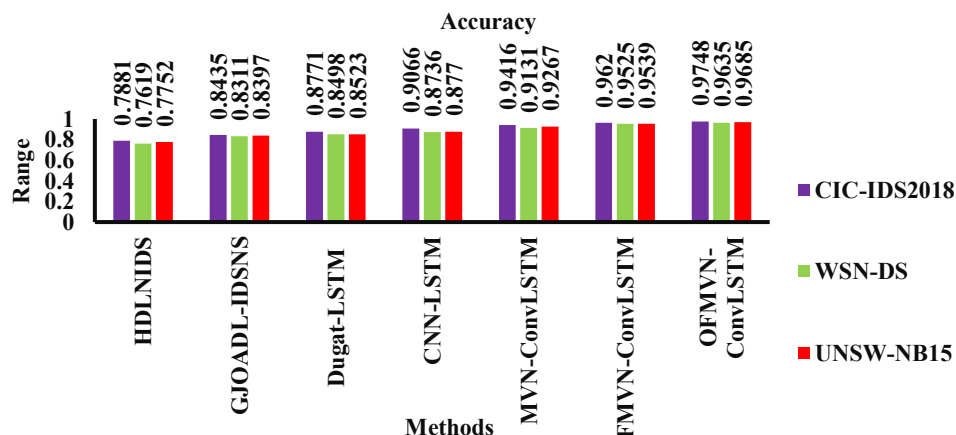 Accuracy
0.7881
0.7619
0.7752
0.8435
0.8311
0.8397
0.8771
0.8498
0.8523
0.9066
0.8736
0.877
0.9416
0.9131
0.9267
0.962
0.9525
0.9539
0.9748
0.9635
0.9685
Range
1
0.8
0.6
0.4
0.2
0
HDLNIDS
GJOADL-IDSNS
Dugat-LSTM
CNN-LSTM
MVN-ConvLSTM
FMVN-ConvLSTM
OFMVN-
ConvLSTM
Methods
CIC-IDS2018
WSN-DS
UNSW-NB15